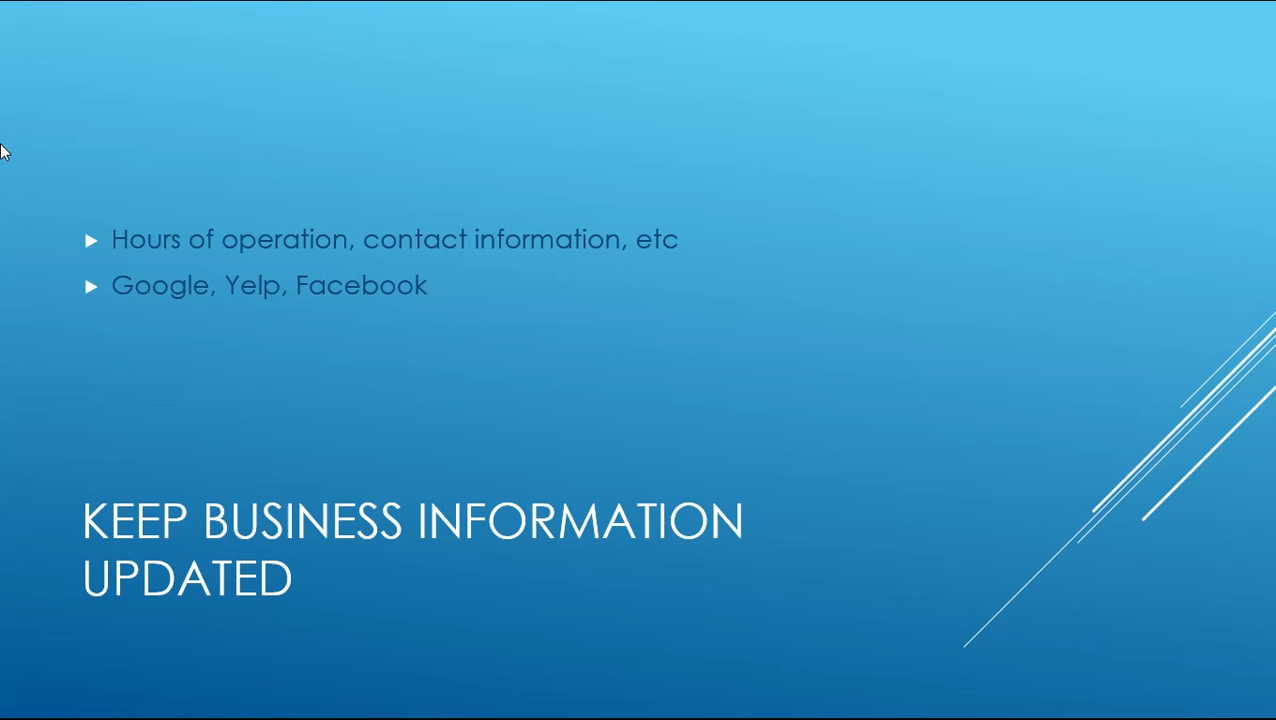 Hours of operation, contact information, etc
Google, Yelp, Facebook
KEEP BUSINESS INFORMATION
UPDATED